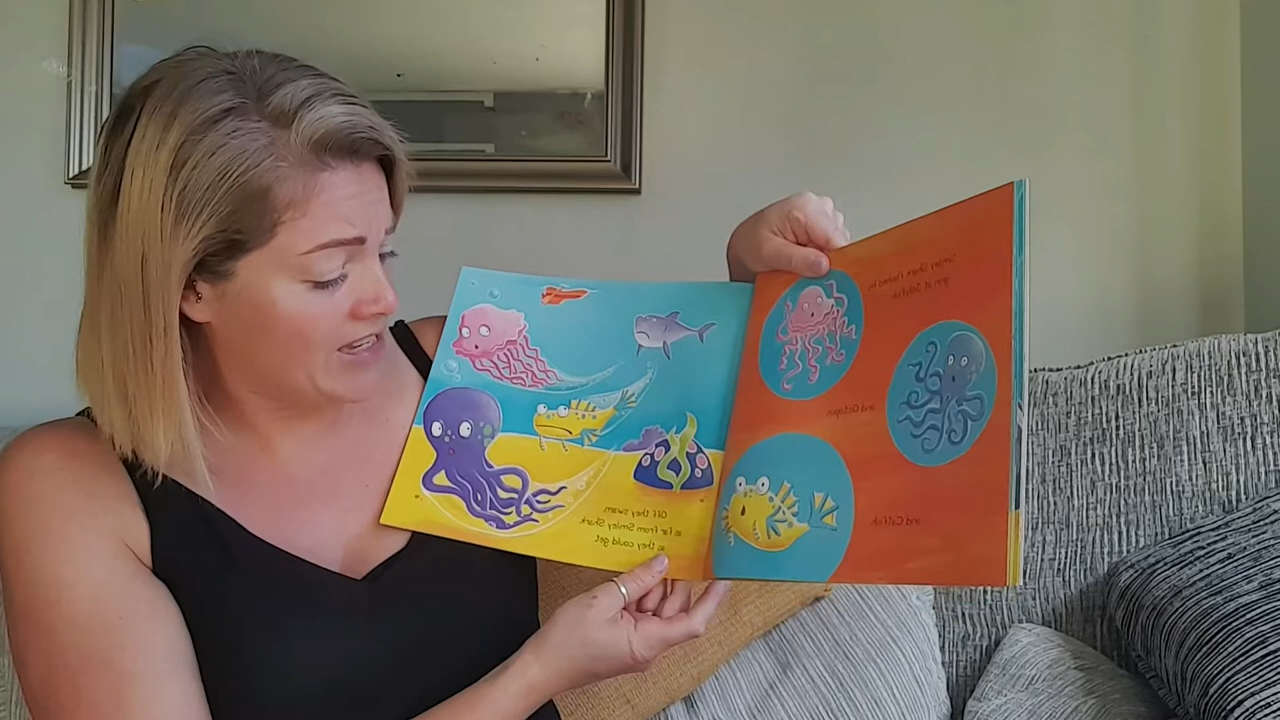 Smiley Shark flashed his
grin at Jellyfish
and Octopus
and Catfish.
Off they swam
as far from Smiley Shark
as they could get.